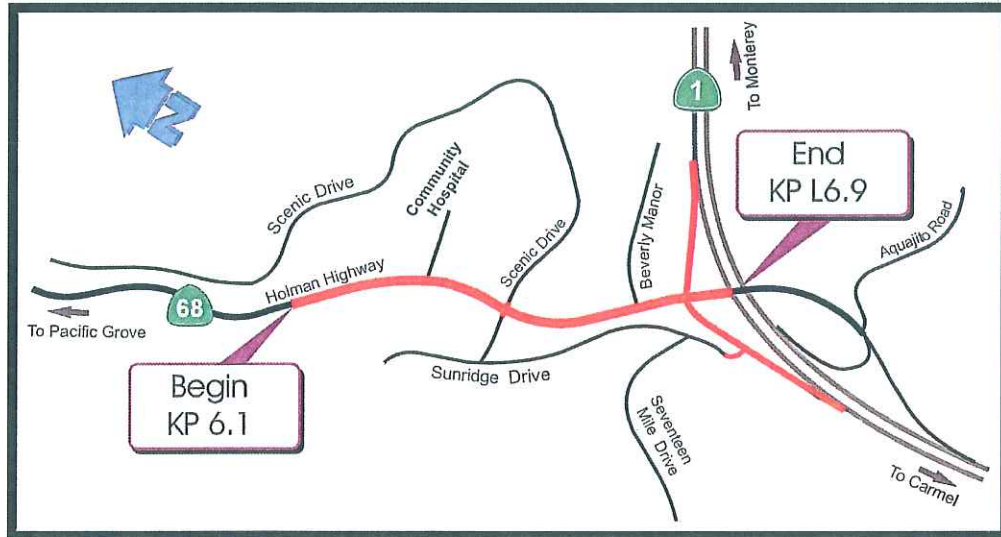 N
Scenic Drive
Community
Hospital
Scenic Drive
Beverly Manor
1
To Monterey
End
KP L6.9
Aquajito Road
Holman Highway
68
To Pacific Grove
Begin
KP 6.1
Sunridge Drive
Seventeen
Mile Drive
To Carmel